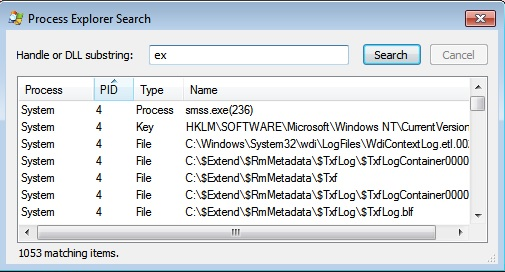 Process Explorer Search
Handle or DLL substring: ex Search Cancel
Process PID Type Name
System 4 Process smss.exe(236)
System 4 Key HKLM\SOFTWARE\Microsoft\Windows NT\CurrentVersion
System 4 File C:\Windows\System32\wdi\LogFiles\WdiContextLog.etl.00
System 4 File C:\$Extend\$RmMetadata\$TxfLog\$TxfLogContainer0000
System 4 File C:\$Extend\$RmMetadata\$Txf
System 4 File C:\$Extend\$RmMetadata\$TxfLog\$TxfLogContainer0000
System 4 File C:\$Extend\$RmMetadata\$TxfLog\$TxfLog.blf
1053 matching items.